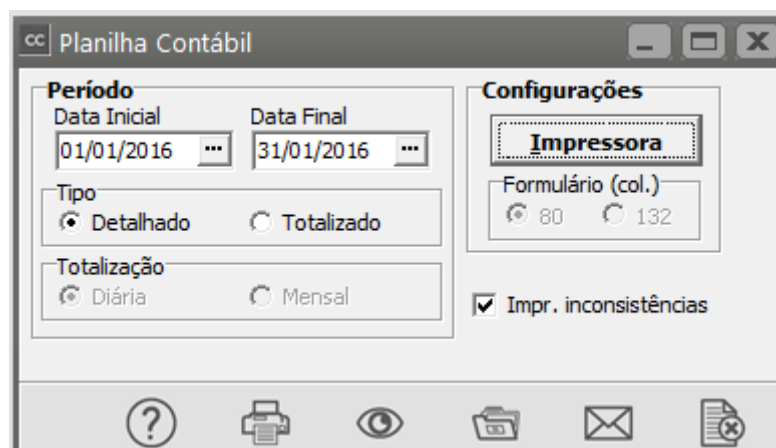 cc Planilha Contábil
Período
Data Inicial Data Final
01/01/2016 ... 31/01/2016 ...
Tipo
Detalhado Totalizado
Totalização
Diária Mensal
Configurações
Impressora
Formulário (col.)
80 132
Impr. inconsistências
?